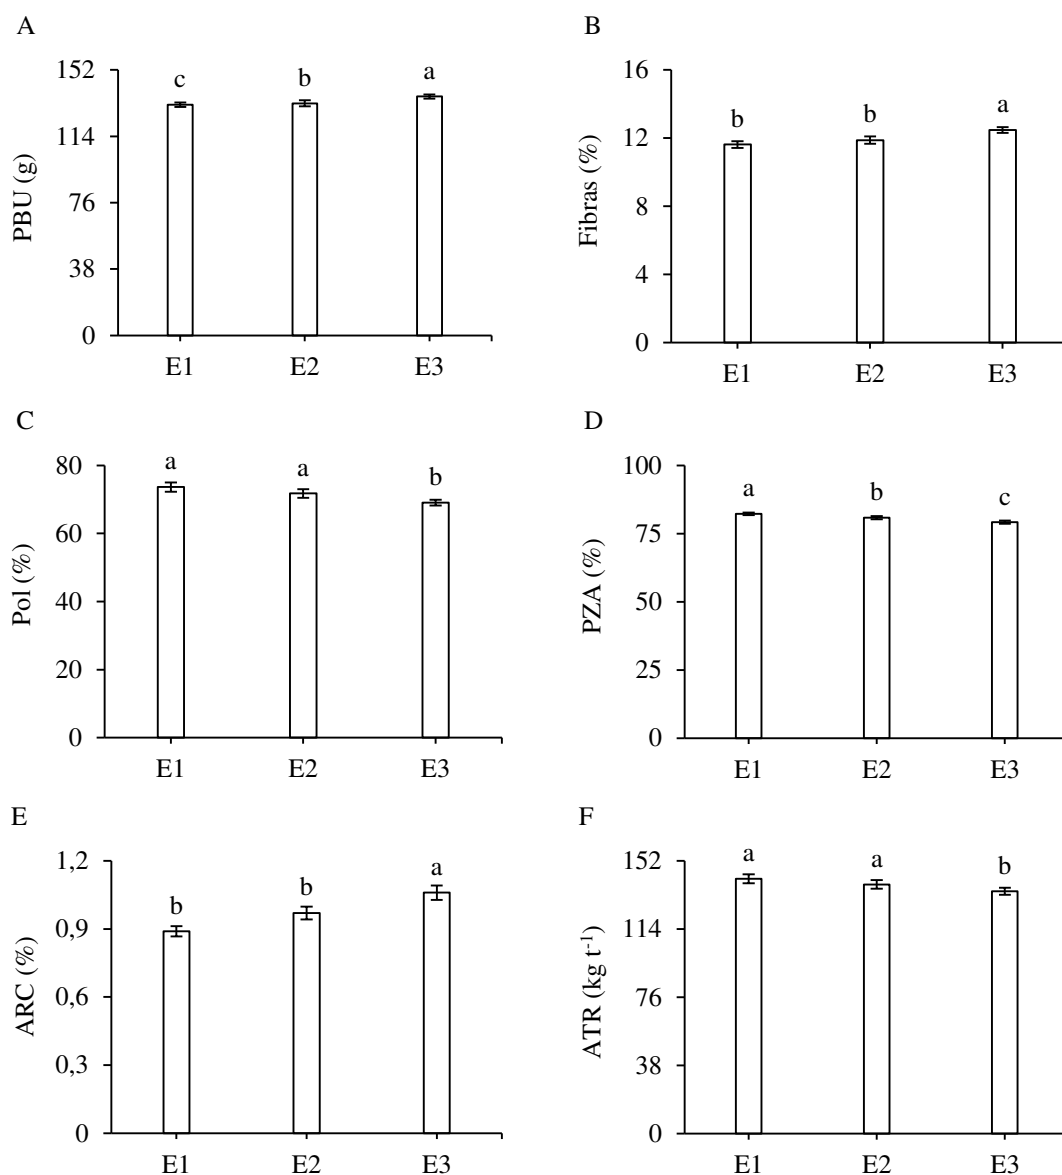 A
PBU (g)
152
114
76
38
0
c
b
a
E1
E2
E3
B
Fibras (%)
16
12
8
4
0
b
b
a
E1
E2
E3
C
Pol (%)
80
60
40
20
0
a
a
b
E1
E2
E3
D
PZA (%)
100
75
50
25
0
a
b
c
E1
E2
E3
E
ARC (%)
1,2
0,9
0,6
0,3
0
b
b
a
E1
E2
E3
F
ATR (kg t⁻¹)
152
114
76
38
0
a
a
b
E1
E2
E3